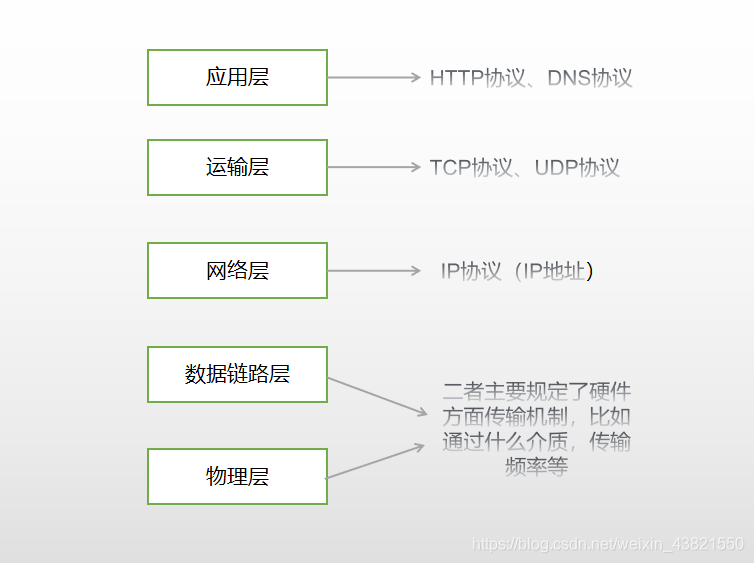 应用层
HTTP协议、DNS协议
运输层
TCP协议、UDP协议
网络层
IP协议（IP地址）
数据链路层
二者主要规定了硬件
方面传输机制，比如
通过什么介质，传输
频率等
物理层
https://blog.csdn.net/weixin_43821550